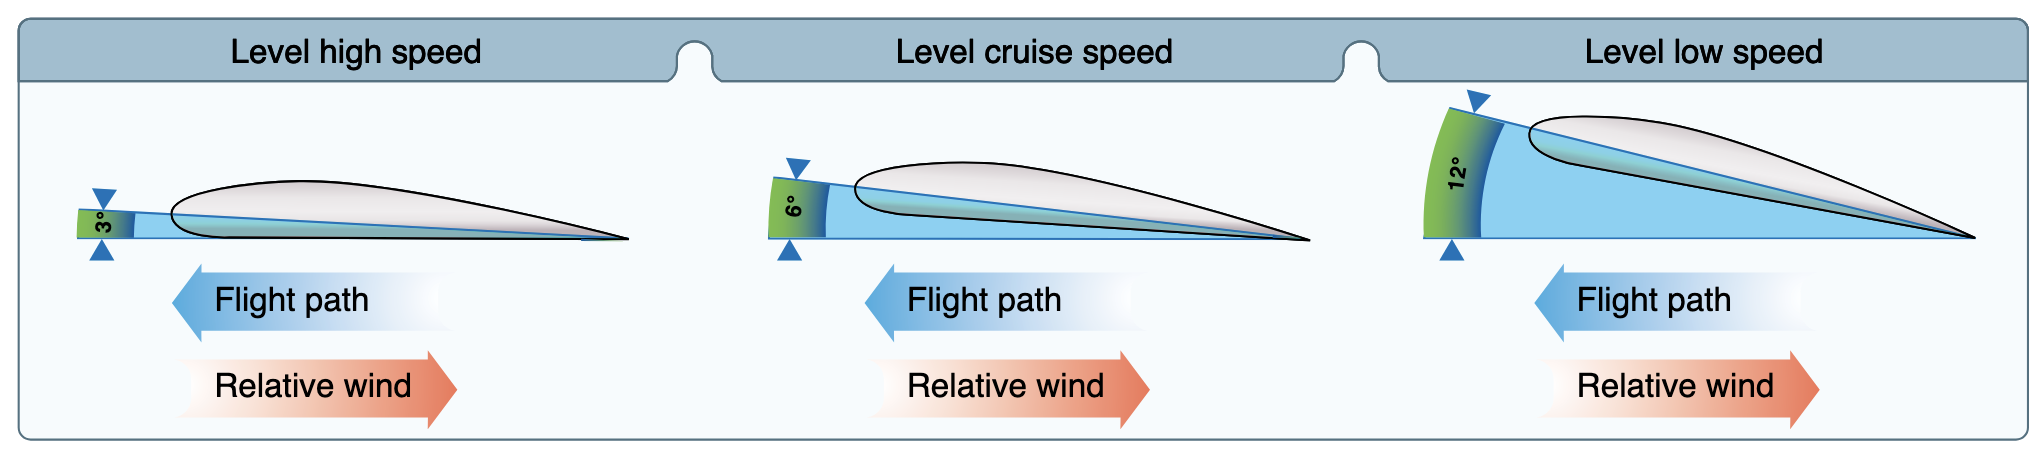 Level high speed
Level cruise speed
Level low speed
3°
6°
12°
Flight path
Flight path
Flight path
Relative wind
Relative wind
Relative wind